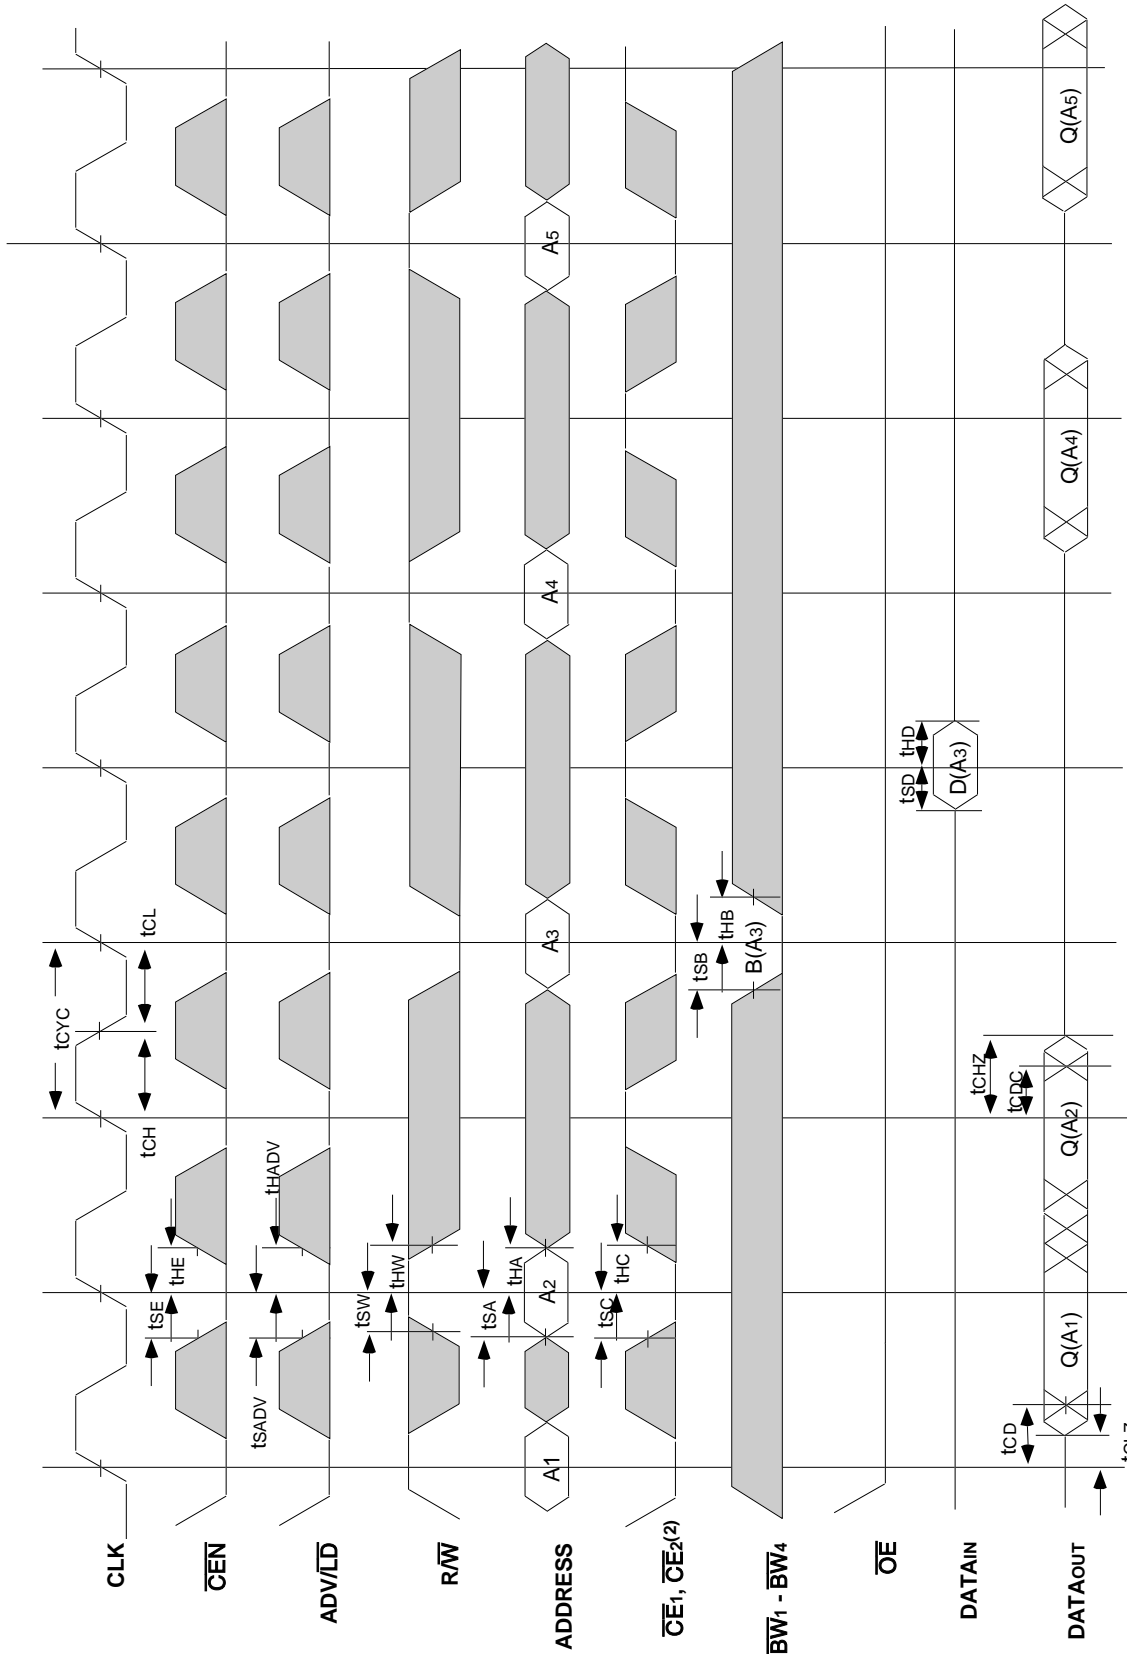 tCYC
tCH
tCL
CLK
tSE
tHE
CEN
tSADV
tHADV
ADV/LD
tSW
tHW
R/W
tSA
tHA
A1
A2
A3
A4
A5
ADDRESS
tSC
tHC
CE1, CE2(2)
tSB
tHB
B(A3)
BW1 - BW4
OE
tSD
tHD
D(A3)
DATAIN
tCHZ
tCDC
tCD
Q(A1)
Q(A2)
Q(A4)
Q(A5)
DATAOUT